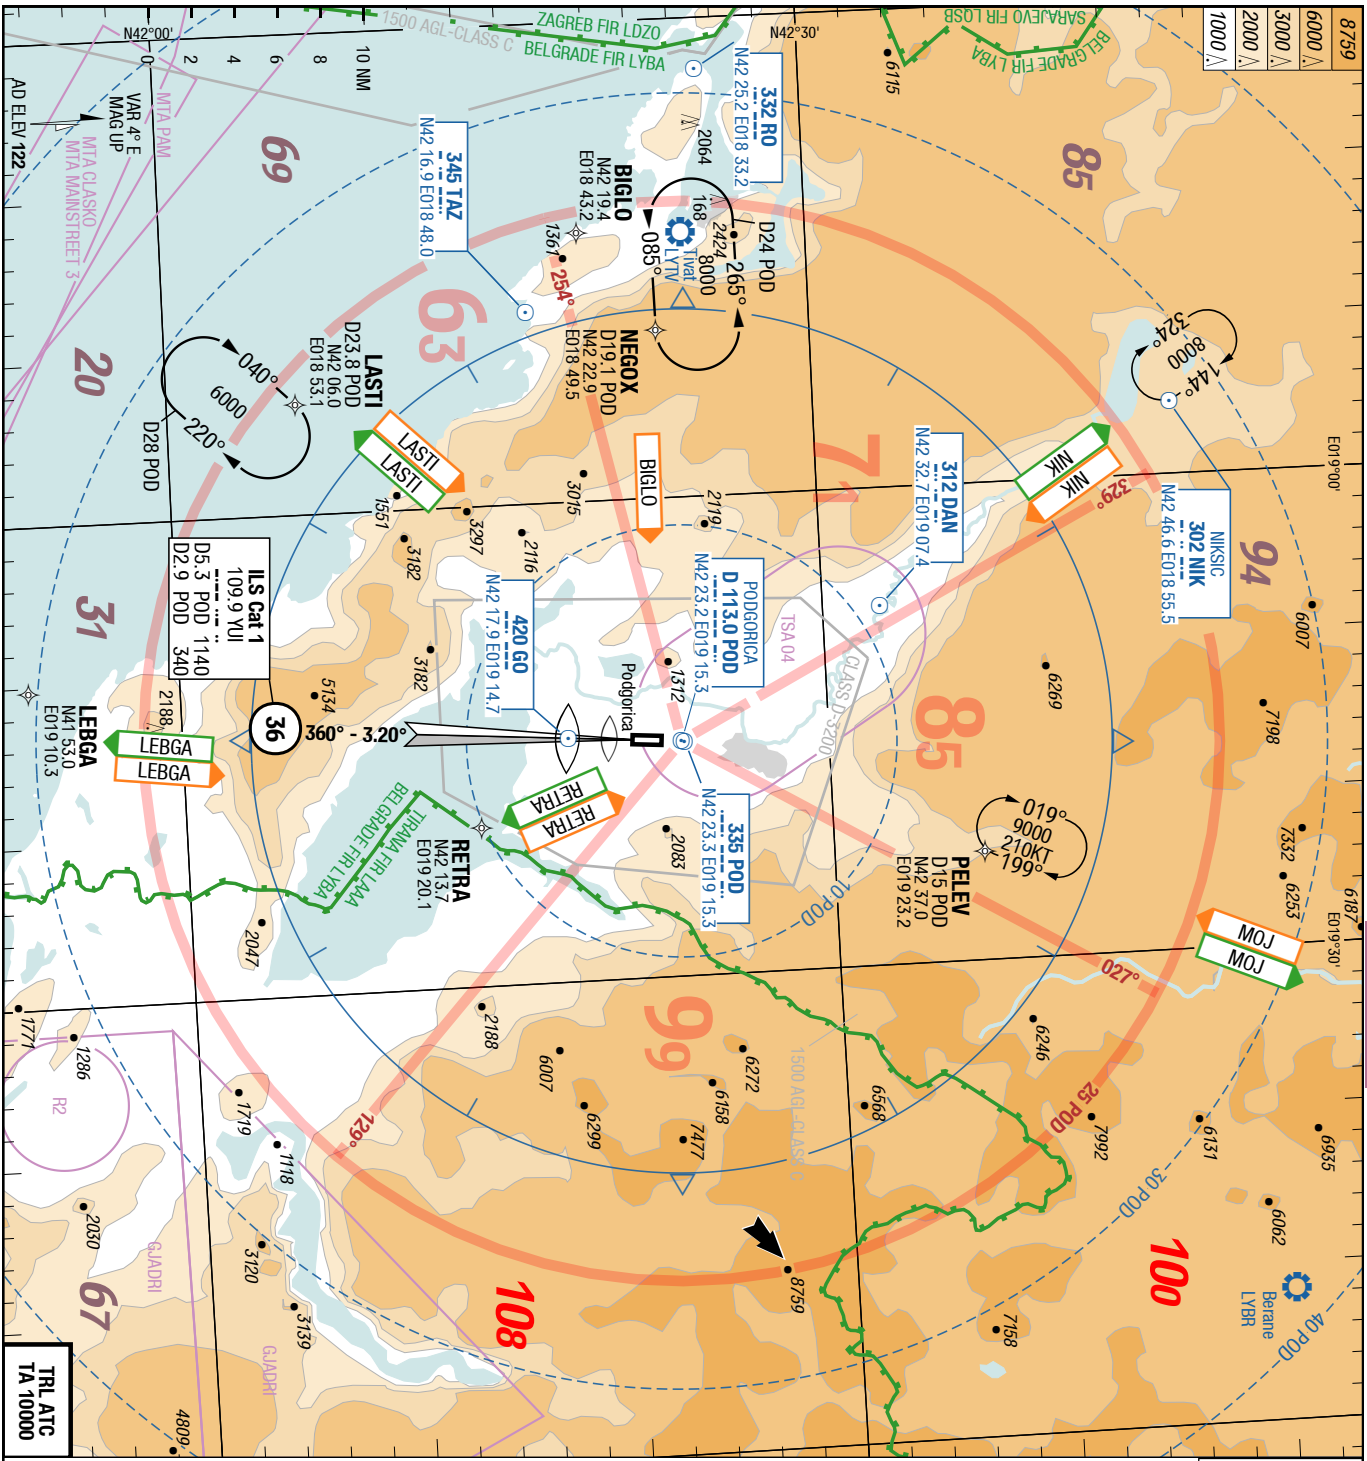 8759
6000
3000
2000
1000
N42°00'
N42°30'
E019°00'
E019°30'
0
2
4
6
8
10 NM
AD ELEV 122
VAR 4° E
MAG UP
1500 AGL-CLASS C
ZAGREB FIR LDZO
BELGRADE FIR LYBA
SARAJEVO FIR LQSB
BELGRADE FIR LYBA
6115
85
MTA PAM
MTA CLASKO
MTA MAINSTREET 3
69
345 TAZ
N42 16.9 E018 48.0
332 RO
N42 25.2 E018 33.2
2064
168
2424
BIGLO
N42 19.4
E018 43.2
1361
254°
Tivat
LYTV
8000
085°
265°
D24 POD
NEGOX
D19.1 POD
N42 22.9
E018 49.5
63
71
20
LASTI
D23.8 POD
N42 06.0
E018 53.1
040°
6000
220°
D28 POD
LASTI
LASTI
BIGLO
324°
8000
144°
NIK
NIK
329°
NIKSIC
302 NIK
N42 46.6 E018 55.5
94
312 DAN
N42 32.7 E019 07.4
1551
3182
3297
2116
3015
2119
3182
5134
31
ILS Cat 1
109.9 YUI
D5.3 POD 1140
D2.9 POD 340
420 GO
N42 17.9 E019 14.7
PODGORICA
D 113.0 POD
N42 23.2 E019 15.3
TSA 04
CLASS D-3200
1312
Podgorica
36
360° - 3.20°
2188
LEBGA
N41 53.0
E019 10.3
LEBGA
LEBGA
RETRA
RETRA
RETRA
N42 13.7
E019 20.1
335 POD
N42 23.3 E019 15.3
2083
10 POD
85
6269
6007
7198
7332
6253
6187
019°
9000
210KT
199°
PELEV
D15 POD
N42 37.0
E019 23.2
MOJ
MOJ
027°
TIRANA FIR LAAA
BELGRADE FIR LYBA
2047
1771
1286
R2
1719
1118
129°
2188
6007
6299
99
6272
6158
7477
1500 AGL-CLASS C
6568
6246
7992
6131
6935
25 POD
30 POD
40 POD
6062
8759
7158
100
108
Berane
LYBR
2030
3120
3139
GJADRI
GJADRI
67
4809
TRL ATC
TA 10000